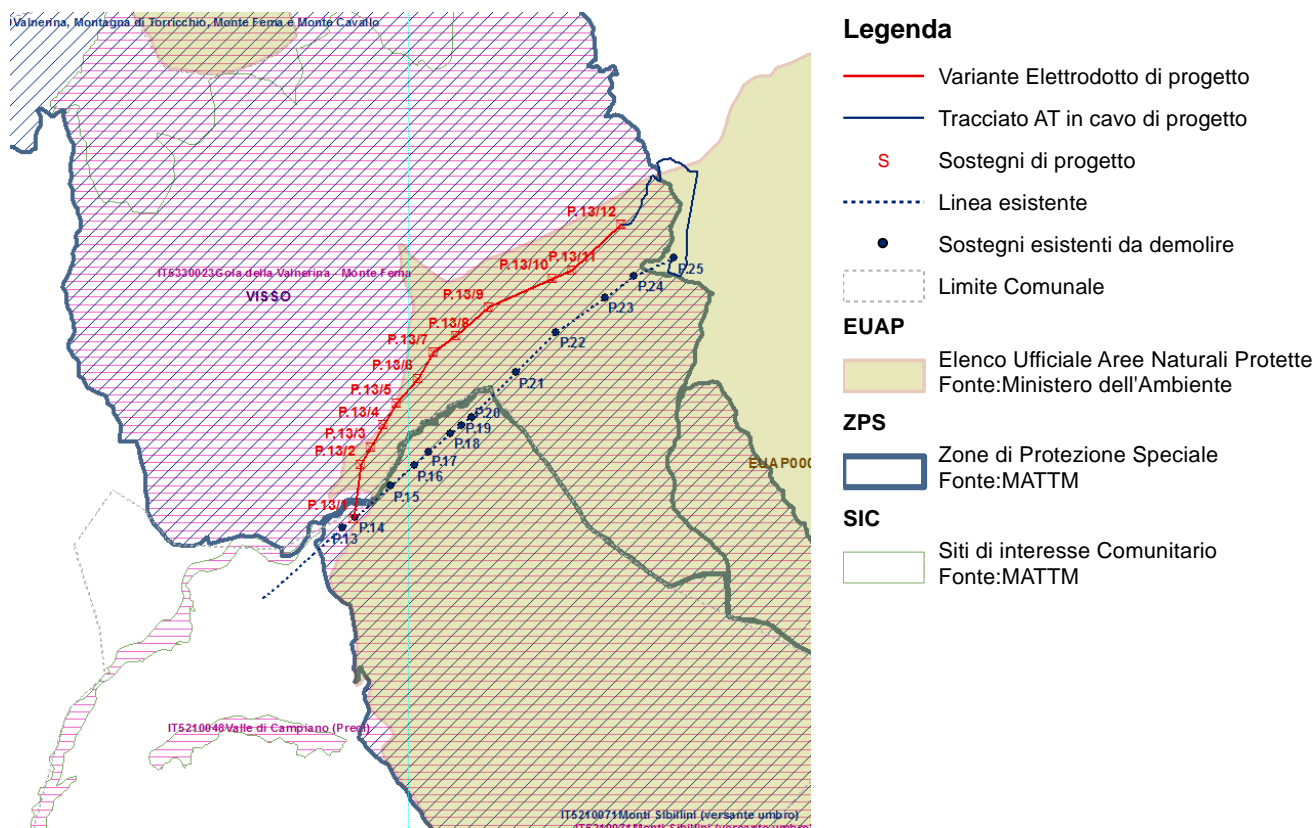 Valnerina, Montagna di Torricchio, Monte Fema e Monte Cavallo
P.13/12
P.13/11
P.13/10
P.25
P.24
IT5330023Gola della Valnerina - Monte Fema
VISSO
P.13/9
P.23
P.13/8
P.22
P.13/7
P.13/6
P.21
P.13/5
P.20
P.13/4
P.19
P.13/3
P.18
P.13/2
P.17
P.16
EUAP000
P.15
P.13/1
P.14
P.13
IT5210048Valle di Campiano (Preci)
IT5210071Monti Sibillini (versante umbro)
IT5210071Monti Sibillini (versante umbro)
Legenda
Variante Elettrodotto di progetto
Tracciato AT in cavo di progetto
S Sostegni di progetto
Linea esistente
Sostegni esistenti da demolire
Limite Comunale
EUAP
Elenco Ufficiale Aree Naturali Protette
Fonte:Ministero dell'Ambiente
ZPS
Zone di Protezione Speciale
Fonte:MATTM
SIC
Siti di interesse Comunitario
Fonte:MATTM